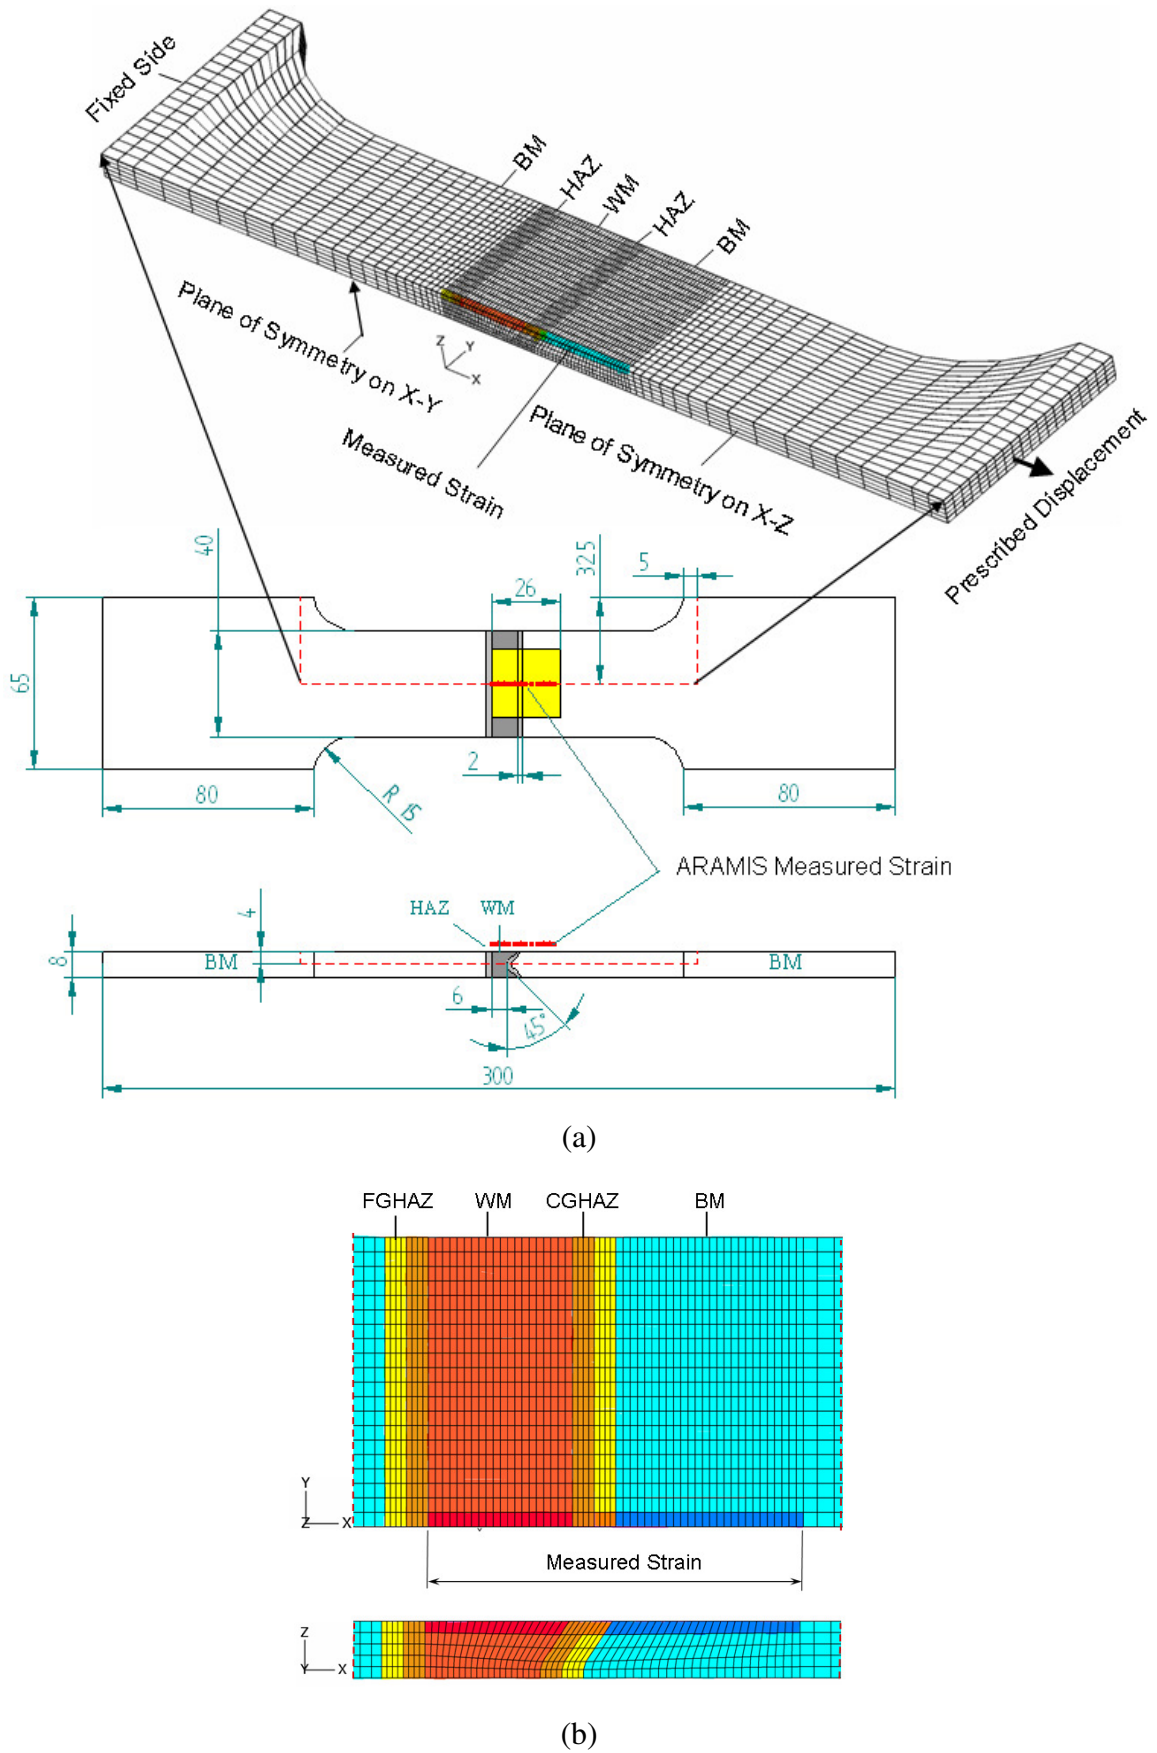 Fixed Side
BM
HAZ
WM
HAZ
BM
Plane of Symmetry on X-Y
Z
Y
X
Measured Strain
Plane of Symmetry on X-Z
Prescribed Displacement
40
26
325
5
65
2
R 15
80
80
ARAMIS Measured Strain
HAZ WM
4
8
BM
BM
6
45°
300
(a)
FGHAZ WM CGHAZ BM
Y
Z X
Measured Strain
Z
Y X
(b)